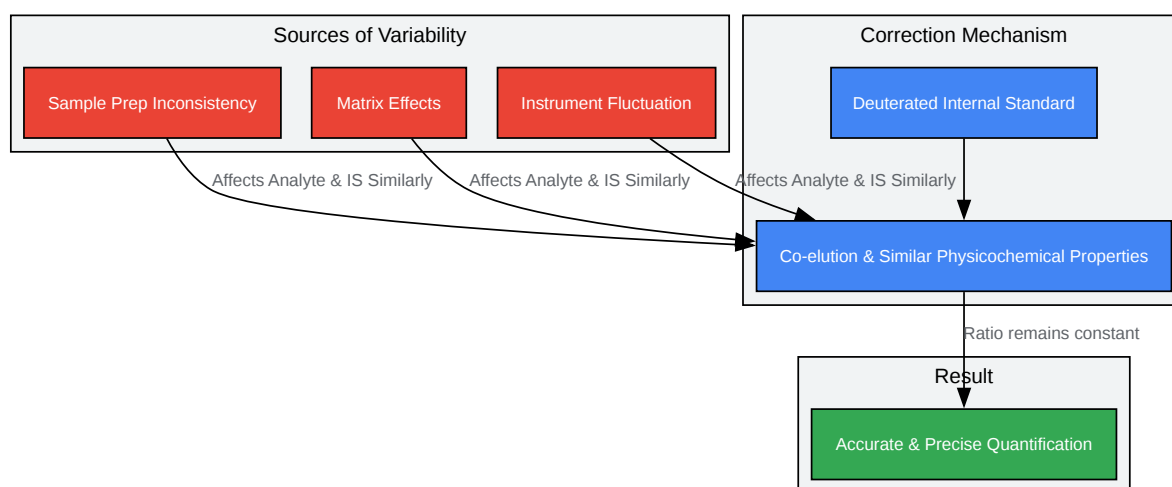 Sources of Variability
Correction Mechanism
Sample Prep Inconsistency
Matrix Effects
Instrument Fluctuation
Deuterated Internal Standard
Affects Analyte & IS Similarly
Affects Analyte & IS Similarly
Affects Analyte & IS Similarly
Co-elution & Similar Physicochemical Properties
Ratio remains constant
Result
Accurate & Precise Quantification